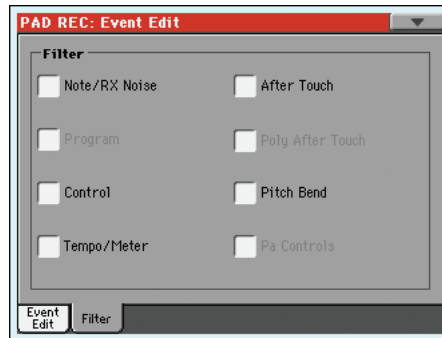 PAD REC: Event Edit
Filter
Note/RX Noise
After Touch
Program
Poly After Touch
Control
Pitch Bend
Tempo/Meter
Pa Controls
Event Edit
Filter